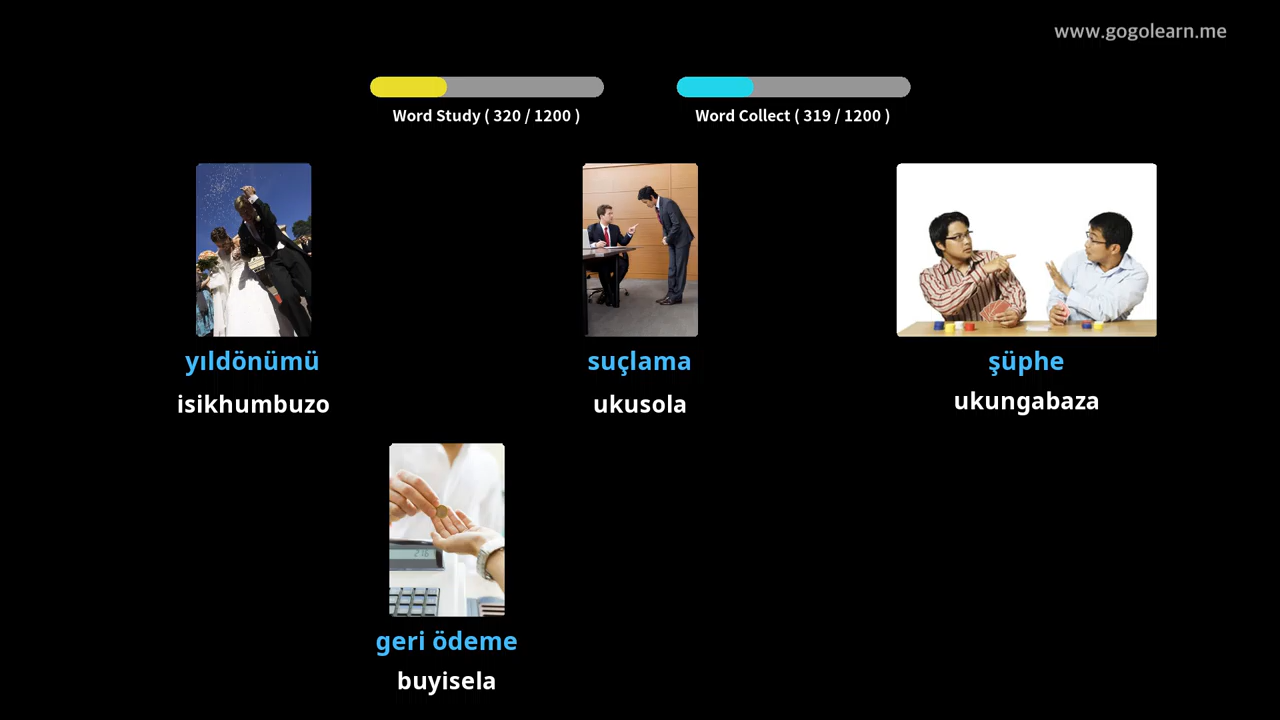 www.gogolearn.me
Word Study ( 320 / 1200 )
Word Collect ( 319 / 1200 )
yıldönümü
isikhumbuzo
suçlama
ukusola
şüphe
ukungabaza
geri ödeme
buyisela